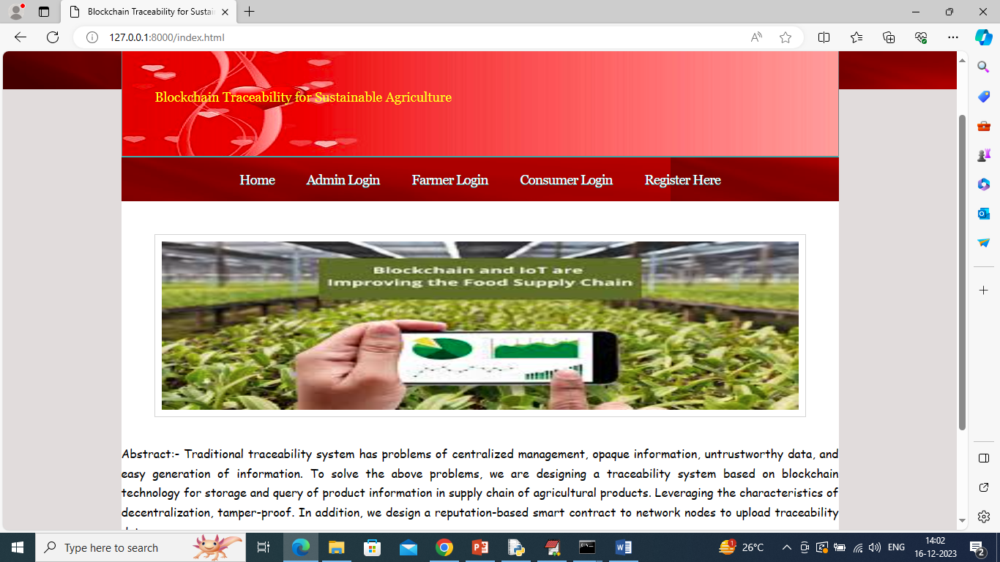 Blockchain Traceability for Sustai
127.0.0.1:8000/index.html
Blockchain Traceability for Sustainable Agriculture
Home Admin Login Farmer Login Consumer Login Register Here
Blockchain and IoT are
Improving the Food Supply Chain
Abstract:- Traditional traceability system has problems of centralized management, opaque information, untrustworthy data, and
easy generation of information. To solve the above problems, we are designing a traceability system based on blockchain
technology for storage and query of product information in supply chain of agricultural products. Leveraging the characteristics of
decentralization, tamper-proof. In addition, we design a reputation-based smart contract to network nodes to upload traceability
Type here to search
1
26°C
ENG
14:02
16-12-2023
2